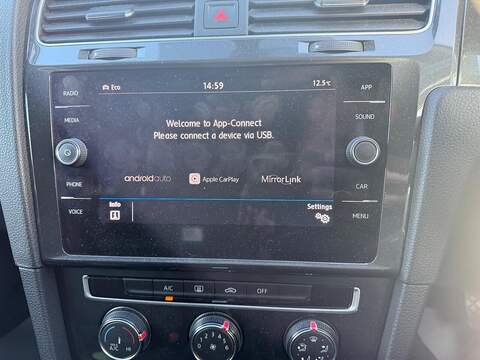 RADIO
MEDIA
PHONE
VOICE
Eco 14:59 12.5°C
Welcome to App-Connect
Please connect a device via USB.
androidauto Apple CarPlay MirrorLink
Info Settings
APP
SOUND
CAR
MENU
A/C OFF
A/C